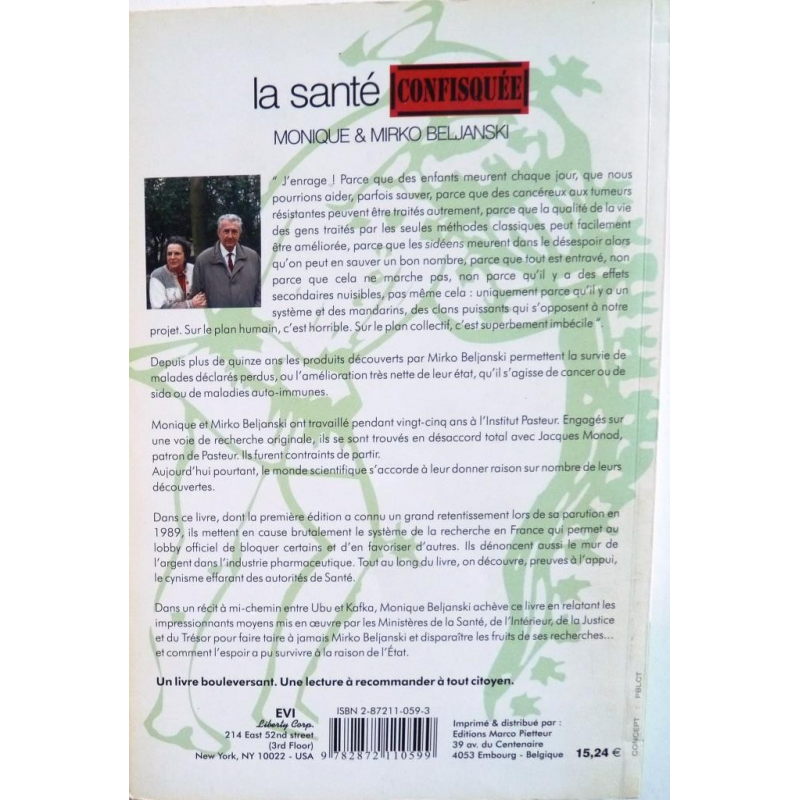 la santé CONFISQUÉE
MONIQUE & MIRKO BELJANSKI
" J'enrage ! Parce que des enfants meurent chaque jour, que nous
pourrions aider, parfois sauver, parce que des cancéreux aux tumeurs
résistantes peuvent être traités autrement, parce que la qualité de la vie
des gens traités par les seules méthodes classiques peut facilement
être améliorée, parce que les sidéens meurent dans le désespoir alors
qu'on peut en sauver un bon nombre, parce que tout est entravé, non
parce que cela ne marche pas, non parce qu'il y a des effets
secondaires nuisibles, pas même cela : uniquement parce qu'il y a un
système et des mandarins, des clans puissants qui s'opposent à notre
projet. Sur le plan humain, c'est horrible. Sur le plan collectif, c'est superbement imbécile ".
Depuis plus de quinze ans les produits découverts par Mirko Beljanski permettent la survie de
malades déclarés perdus, ou l'amélioration très nette de leur état, qu'il s'agisse de cancer ou de
sida ou de maladies auto-immunes.
Monique et Mirko Beljanski ont travaillé pendant vingt-cinq ans à l'Institut Pasteur. Engagés sur
une voie de recherche originale, ils se sont trouvés en désaccord total avec Jacques Monod,
patron de Pasteur. Ils furent contraints de partir.
Aujourd'hui pourtant, le monde scientifique s'accorde à leur donner raison sur nombre de leurs
découvertes.
Dans ce livre, dont la première édition a connu un grand retentissement lors de sa parution en
1989, ils mettent en cause brutalement le système de la recherche en France qui permet au
lobby officiel de bloquer certains et d'en favoriser d'autres. Ils dénoncent aussi le mur de
l'argent dans l'industrie pharmaceutique. Tout au long du livre, on découvre, preuves à l'appui,
le cynisme effarant des autorités de Santé.
Dans un récit à mi-chemin entre Ubu et Kafka, Monique Beljanski achève ce livre en relatant les
impressionnants moyens mis en œuvre par les Ministères de la Santé, de l'Intérieur, de la Justice
et du Trésor pour faire taire à jamais Mirko Beljanski et disparaître les fruits de ses recherches...
et comment l'espoir a pu survivre à la raison de l'État.
Un livre bouleversant. Une lecture à recommander à tout citoyen.
EVI
Liberty Corp.
214 East 52nd street
(3rd Floor)
New York, NY 10022 - USA
ISBN 2-87211-059-3
9 782872 110599
Imprimé & distribué par :
Editions Marco Pietteur
39 av. du Centenaire
4053 Embourg - Belgique
15,24 €
CONCEPT PBLCT